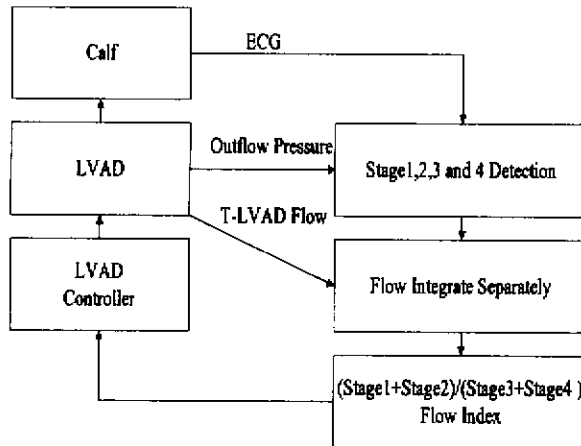 Calf
ECG
LVAD
Outflow Pressure
Stage1,2,3 and 4 Detection
T-LVAD Flow
LVAD
Controller
Flow Integrate Separately
(Stage1+Stage2)/(Stage3+Stage4 )
Flow Index